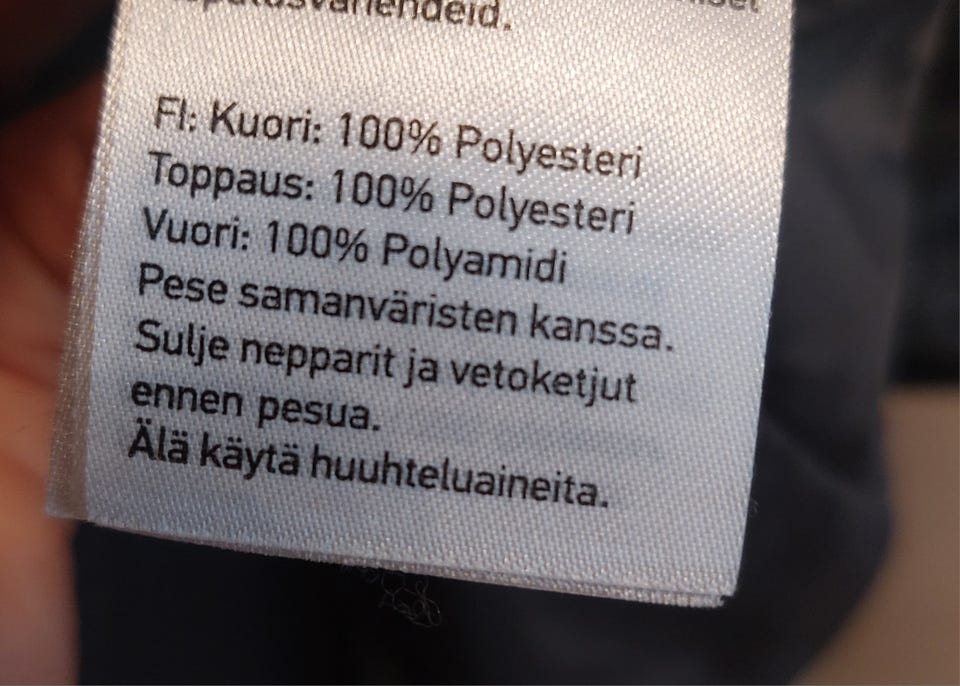 FI: Kuori: 100% Polyesteri
Toppaus: 100% Polyesteri
Vuori: 100% Polyamidi
Pese samanväristen kanssa.
Sulje nepparit ja vetoketjut
ennen pesua.
Älä käytä huuhteluaineita.